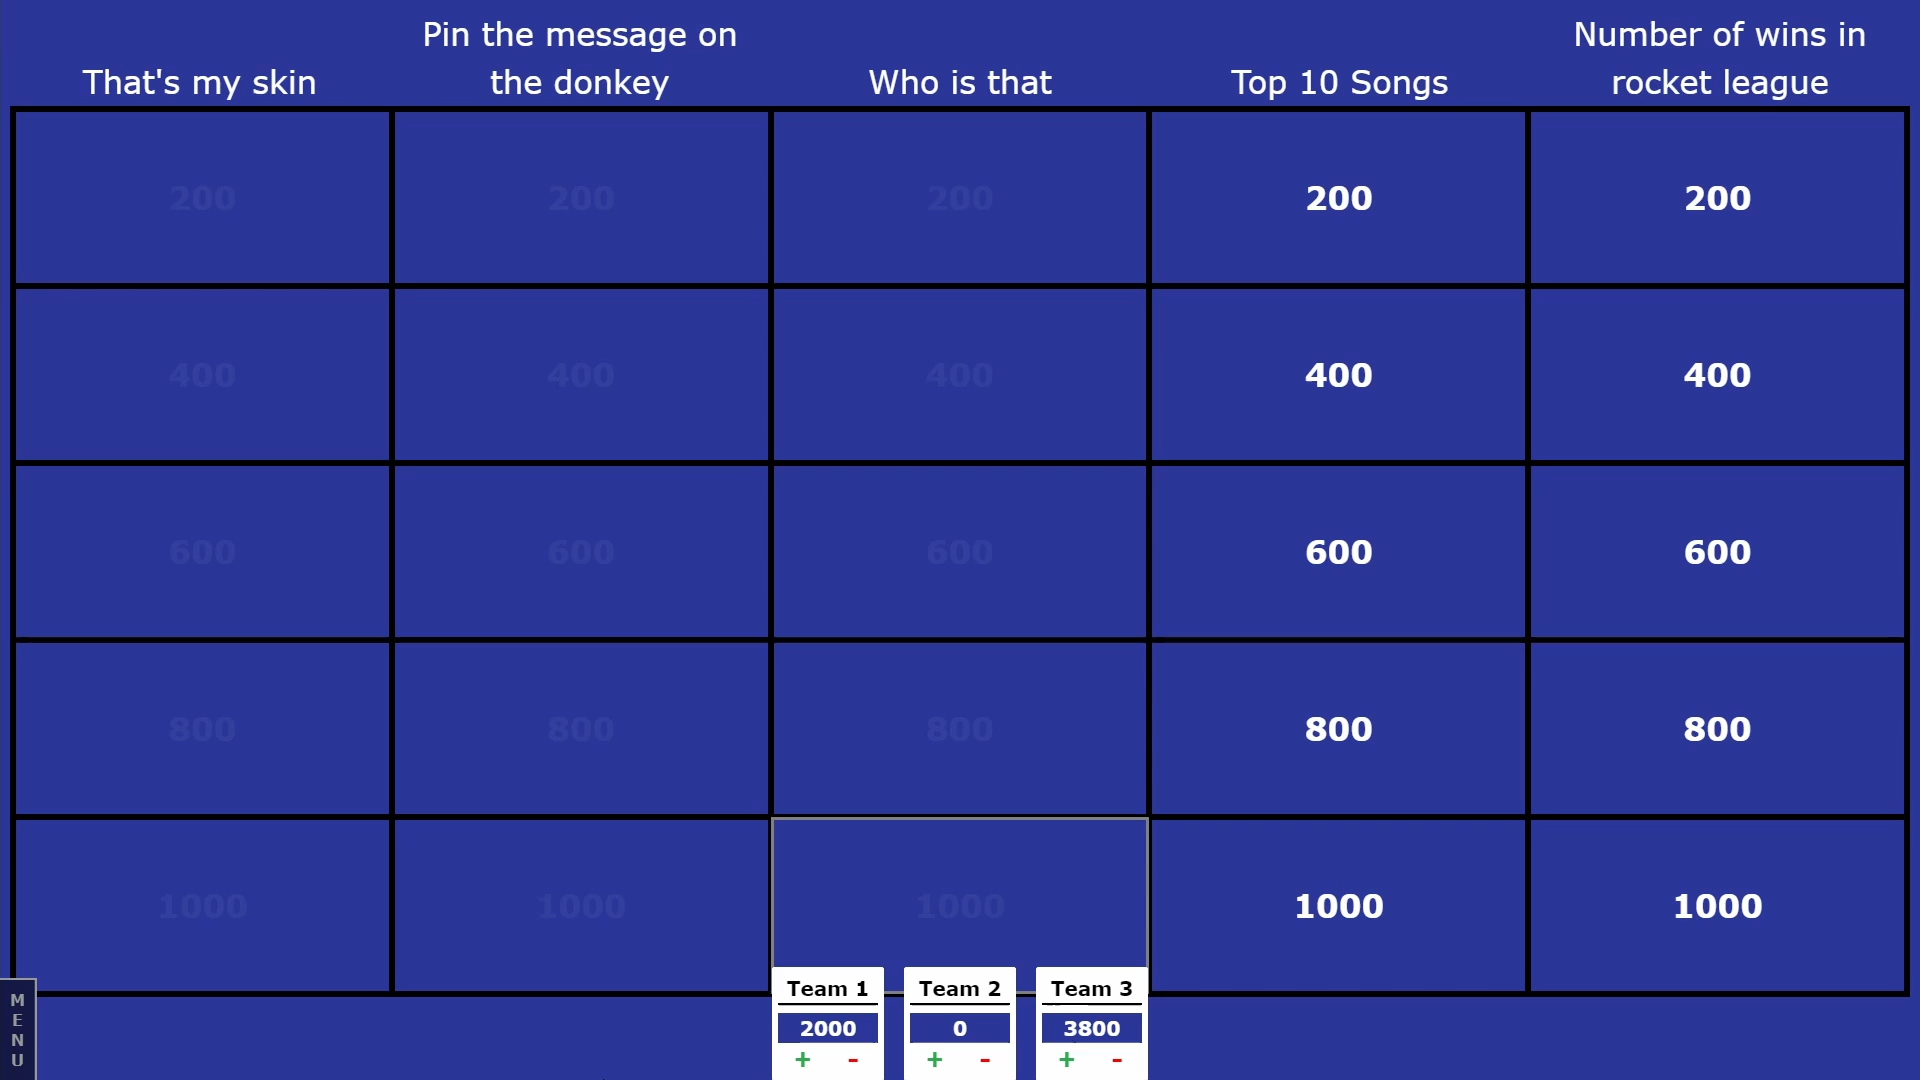 That's my skin
Pin the message on
the donkey
Who is that
Top 10 Songs
Number of wins in
rocket league
200
200
200
200
200
400
400
400
400
400
600
600
600
600
600
800
800
800
800
800
1000
1000
1000
1000
1000
MENU
Team 1
2000
+ -
Team 2
0
+ -
Team 3
3800
+ -